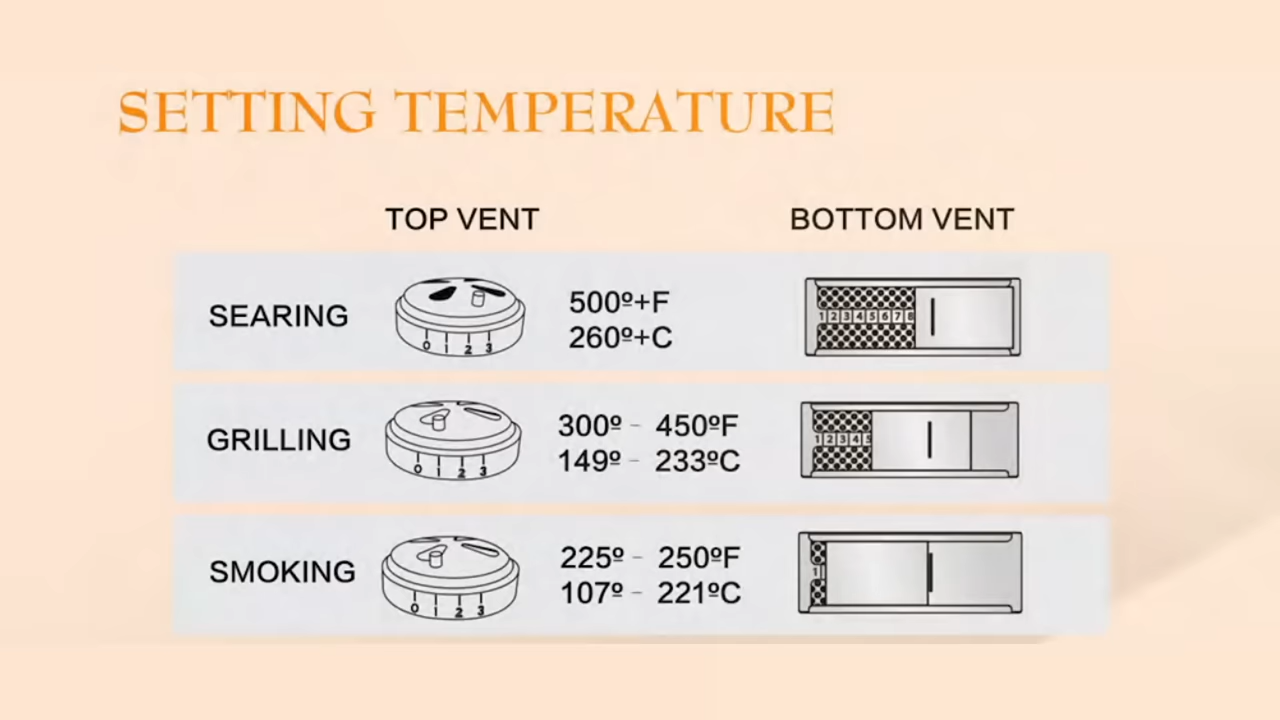 SETTING TEMPERATURE
TOP VENT BOTTOM VENT
SEARING
0 1 2 3
500º+F
260º+C
1 2 3 4 5 6 7 8
GRILLING
0 1 2 3
300º - 450ºF
149º - 233ºC
1 2 3 4 5
SMOKING
0 1 2 3
225º - 250ºF
107º - 221ºC
1